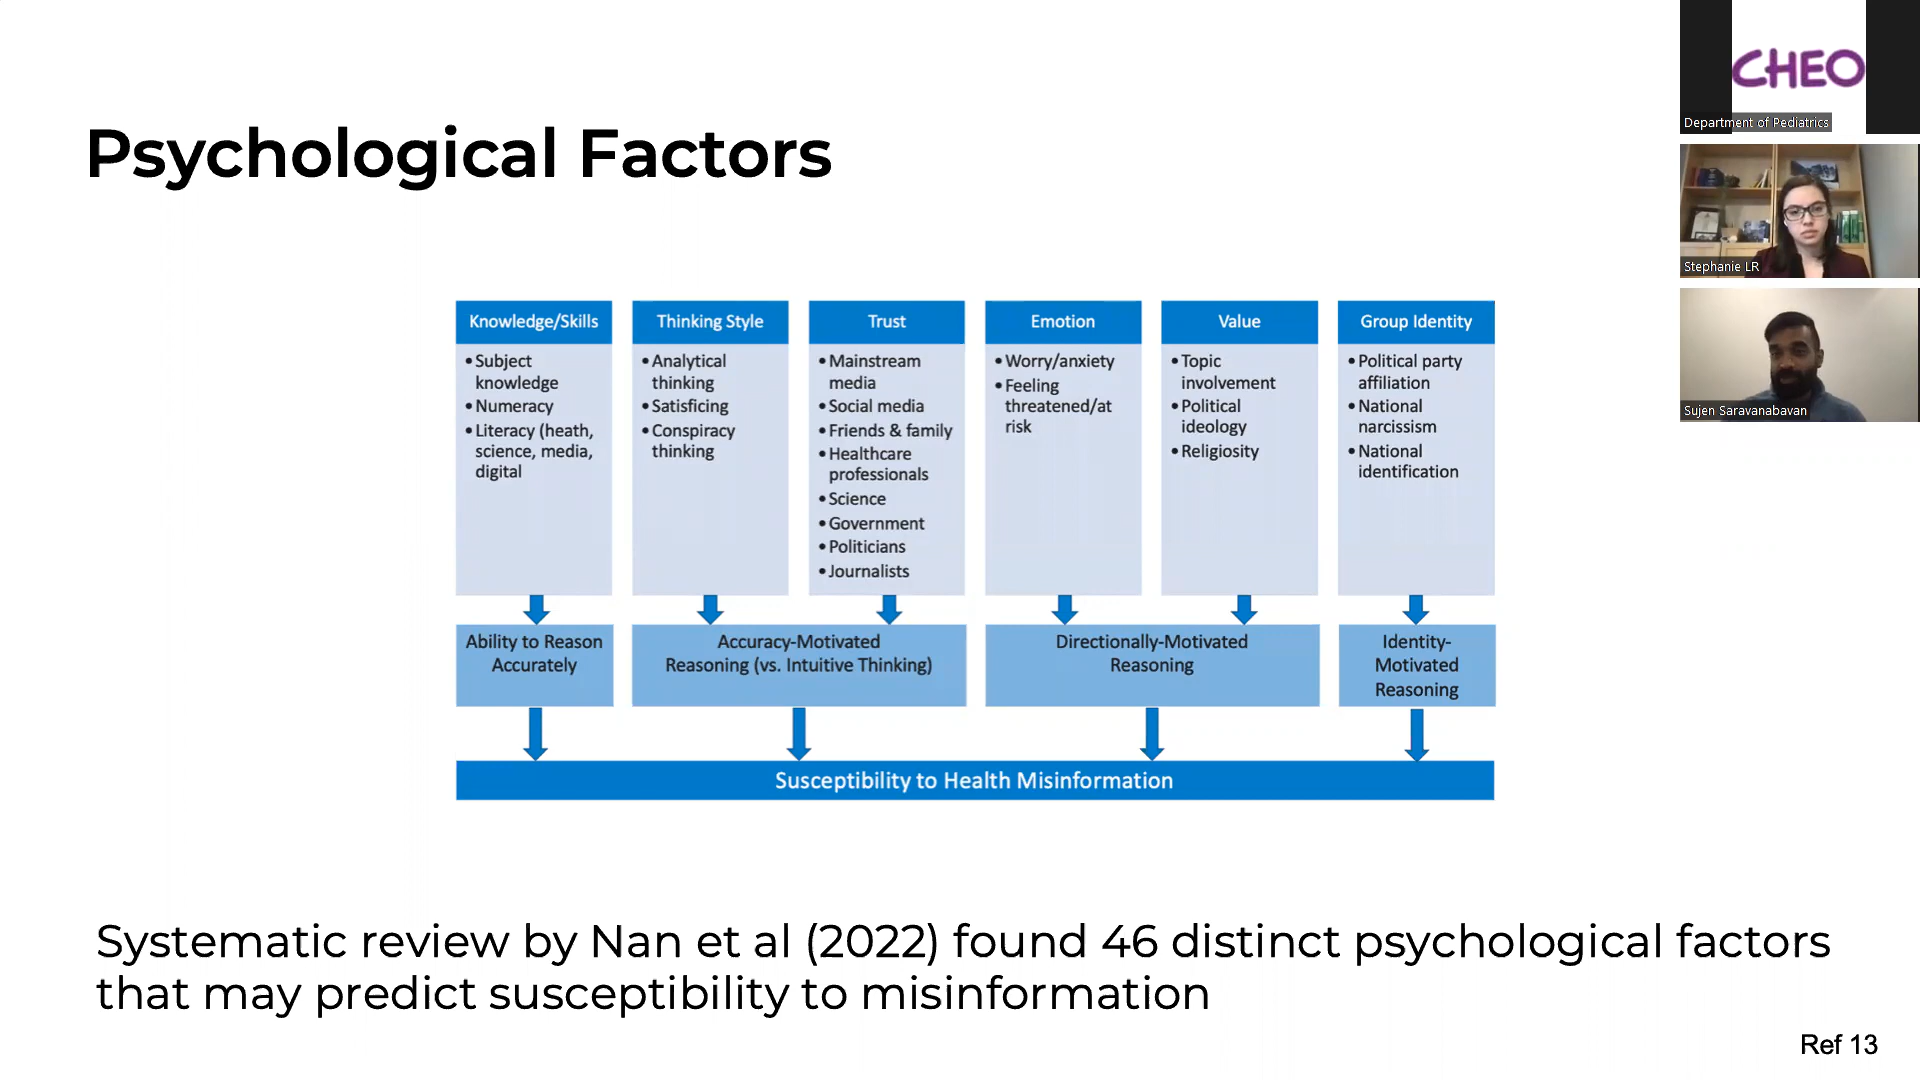 Psychological Factors
CHEO
Department of Pediatrics
Stephanie LR
Sujen Saravanabavan
Knowledge/Skills
• Subject
knowledge
• Numeracy
• Literacy (heath,
science, media,
digital
Thinking Style
• Analytical
thinking
• Satisficing
• Conspiracy
thinking
Trust
• Mainstream
media
• Social media
• Friends & family
• Healthcare
professionals
• Science
• Government
• Politicians
• Journalists
Emotion
• Worry/anxiety
• Feeling
threatened/at
risk
Value
• Topic
involvement
• Political
ideology
• Religiosity
Group Identity
• Political party
affiliation
• National
narcissism
• National
identification
Ability to Reason
Accurately
Accuracy-Motivated
Reasoning (vs. Intuitive Thinking)
Directionally-Motivated
Reasoning
Identity-
Motivated
Reasoning
Susceptibility to Health Misinformation
Systematic review by Nan et al (2022) found 46 distinct psychological factors
that may predict susceptibility to misinformation
Ref 13